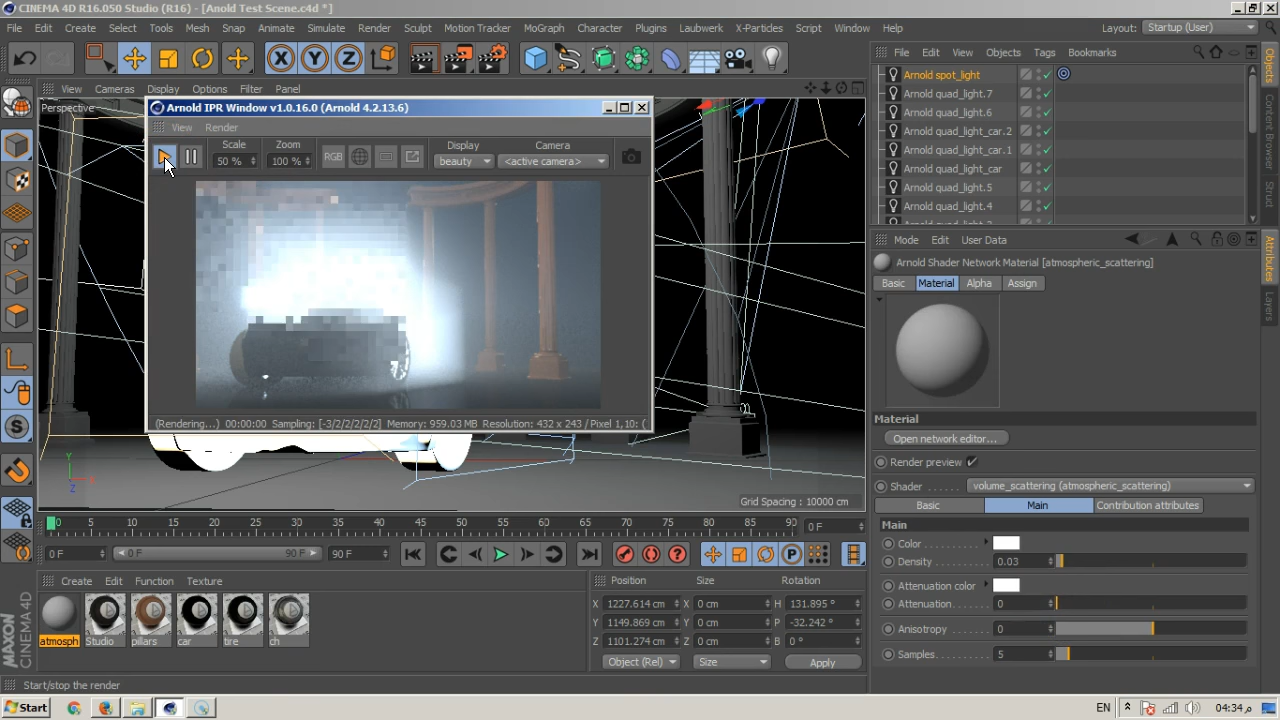 CINEMA 4D R16.050 Studio (R16) - [Anold Test Scene.c4d *]
File Edit Create Select Tools Mesh Snap Animate Simulate Render Sculpt Motion Tracker MoGraph Character Plugins Laubwerk X-Particles Script Window Help Layout: Startup (User)
X Y Z
File Edit View Objects Tags Bookmarks
View Cameras Display Options Filter Panel
Perspective
Arnold IPR Window v1.0.16.0 (Arnold 4.2.13.6)
View Render
Scale Zoom Display Camera
50 % 100 % RGB beauty <active camera>
(Rendering...) 00:00:00 Sampling: [-3/2/2/2/2/2] Memory: 959.03 MB Resolution: 432 x 243 / Pixel 1,10: (
Arnold spot_light
Arnold quad_light.7
Arnold quad_light.6
Arnold quad_light_car.2
Arnold quad_light_car.1
Arnold quad_light_car
Arnold quad_light.5
Arnold quad_light.4
Objects
Content Browser
Struct
Mode Edit User Data
Attributes
Layers
Arnold Shader Network Material [atmospheric_scattering]
Basic Material Alpha Assign
Material
Open network editor...
Render preview
Shader volume_scattering (atmospheric_scattering)
Basic Main Contribution attributes
Main
Color
Density 0.03
Attenuation color
Attenuation 0
Anisotropy 0
Samples 5
Y
X
Z
Grid Spacing : 10000 cm
0 5 10 15 20 25 30 35 40 45 50 55 60 65 70 75 80 85 90 0 F
0 F 0 F 90 F 90 F
P
S
Create Edit Function Texture
atmosph Studio pilars car tire ch
Position Size Rotation
X 1227.614 cm X 0 cm H 131.895 °
Y 1149.869 cm Y 0 cm P -32.242 °
Z 1101.274 cm Z 0 cm B 0 °
Object (Rel) Size Apply
MAXON
CINEMA 4D
Start/stop the render
Start EN 04:34 م